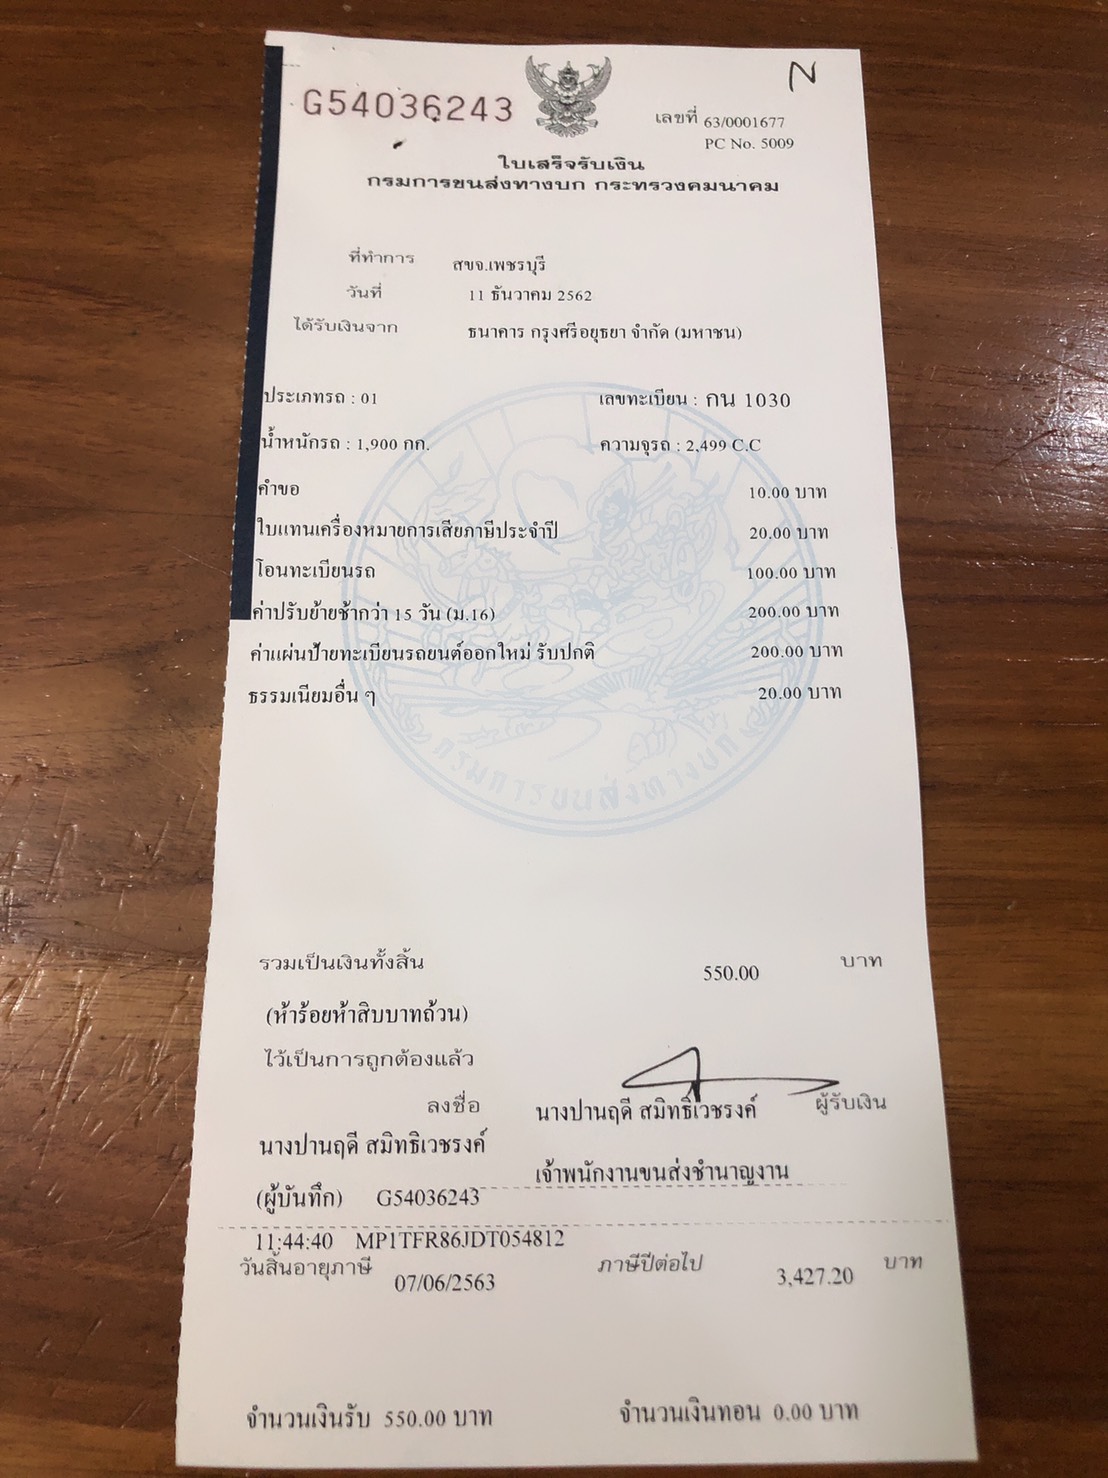 N
G54036243
เลขที่ 63/0001677
PC No. 5009
ใบเสร็จรับเงิน
กรมการขนส่งทางบก กระทรวงคมนาคม
ที่ทำการ สขจ.เพชรบุรี
วันที่ 11 ธันวาคม 2562
ได้รับเงินจาก ธนาคาร กรุงศรีอยุธยา จำกัด (มหาชน)
ประเภทรถ : 01 เลขทะเบียน : กน 1030
น้ำหนักรถ : 1,900 กก. ความจุรถ : 2,499 C.C
คำขอ 10.00 บาท
ใบแทนเครื่องหมายการเสียภาษีประจำปี 20.00 บาท
โอนทะเบียนรถ 100.00 บาท
ค่าปรับย้ายช้ากว่า 15 วัน (ม.16) 200.00 บาท
ค่าแผ่นป้ายทะเบียนรถยนต์ออกใหม่ รับปกติ 200.00 บาท
ธรรมเนียมอื่น ๆ 20.00 บาท
กรมการขนส่งทางบก
รวมเป็นเงินทั้งสิ้น 550.00 บาท
(ห้าร้อยห้าสิบบาทถ้วน)
ไว้เป็นการถูกต้องแล้ว
ลงชื่อ นางปานฤดี สมิทธิเวชรงค์ ผู้รับเงิน
นางปานฤดี สมิทธิเวชรงค์
เจ้าพนักงานขนส่งชำนาญงาน
(ผู้บันทึก) G54036243
11:44:40 MP1TFR86JDT054812
วันสิ้นอายุภาษี 07/06/2563 ภาษีปีต่อไป 3,427.20 บาท
จำนวนเงินรับ 550.00 บาท จำนวนเงินทอน 0.00 บาท